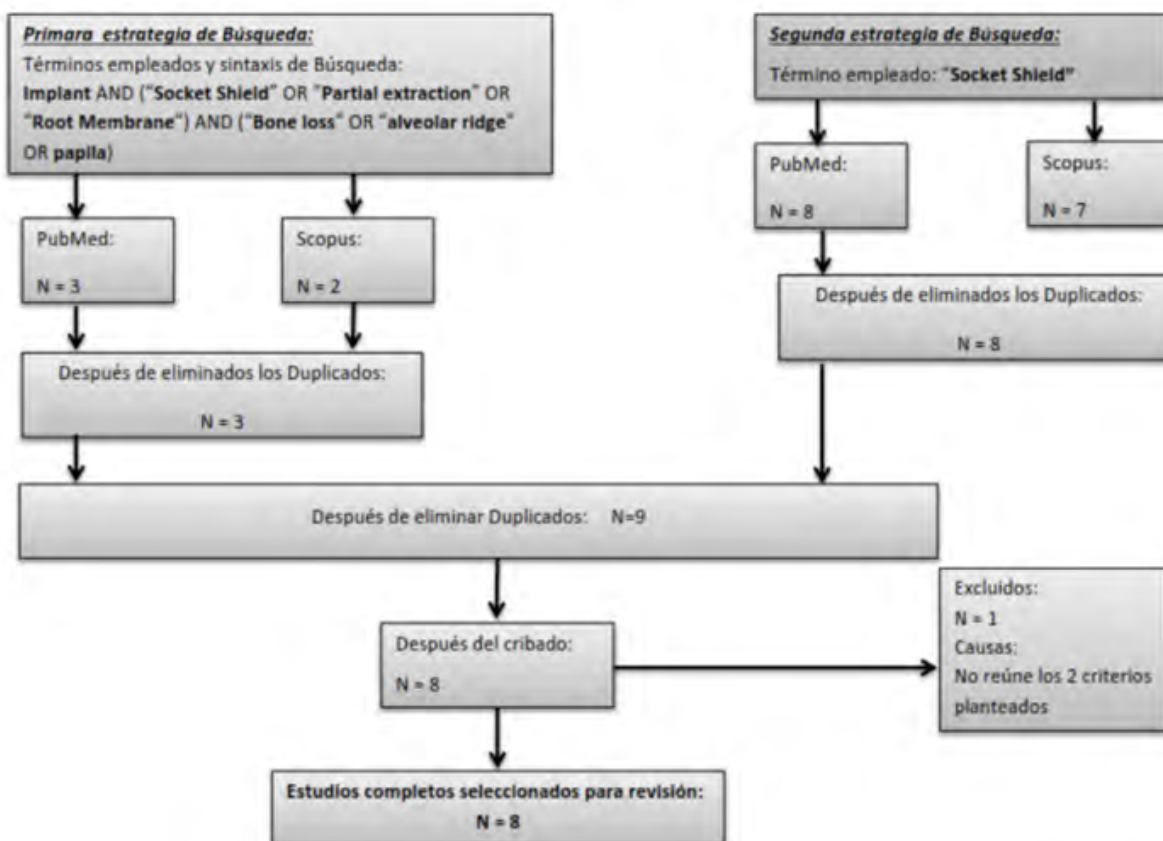 Primara estrategia de Búsqueda:
Términos empleados y sintaxis de Búsqueda:
Implant AND ("Socket Shield" OR "Partial extraction" OR
"Root Membrane") AND ("Bone loss" OR "alveolar ridge"
OR papila)
Segunda estrategia de Búsqueda:
Término empleado: "Socket Shield"
PubMed:
N = 3
Scopus:
N = 2
PubMed:
N = 8
Scopus:
N = 7
Después de eliminados los Duplicados:
N = 3
Después de eliminados los Duplicados:
N = 8
Después de eliminar Duplicados: N=9
Después del cribado:
N = 8
Excluidos:
N = 1
Causas:
No reúne los 2 criterios
planteados
Estudios completos seleccionados para revisión:
N = 8